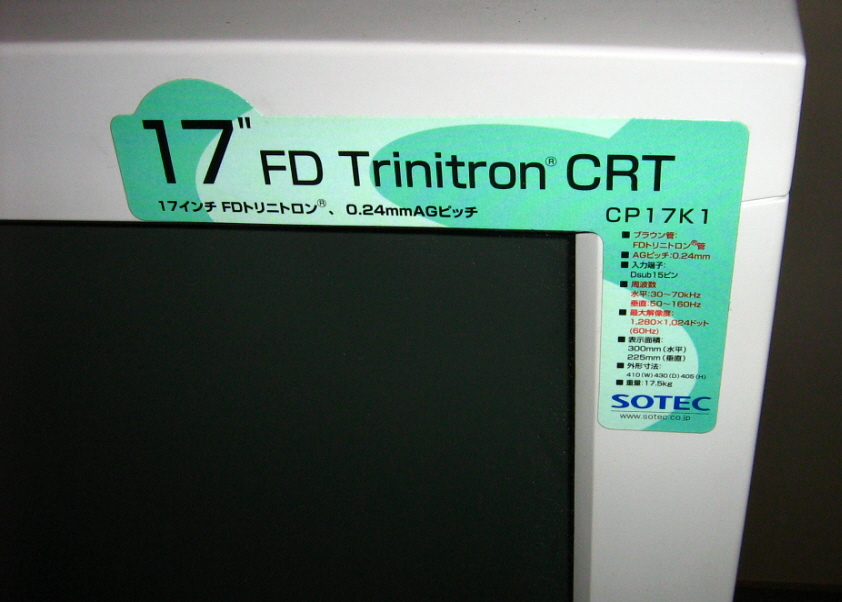 17" FD Trinitron® CRT
17インチ FDトリニトロン®、0.24mmAGピッチ
CP17K1
■ ブラウン管:
FDトリニトロン®管
■ AGピッチ:0.24mm
■ 入力端子:
Dsub15ピン
■ 周波数
水平:30～70kHz
垂直:50～160Hz
■ 最大解像度:
1,280×1,024ドット
(60Hz)
■ 表示面積:
300mm(水平)
225mm(垂直)
■ 外形寸法:
410(W)430(D)405(H)
■ 重量:17.5kg
SOTEC
www.sotec.co.jp